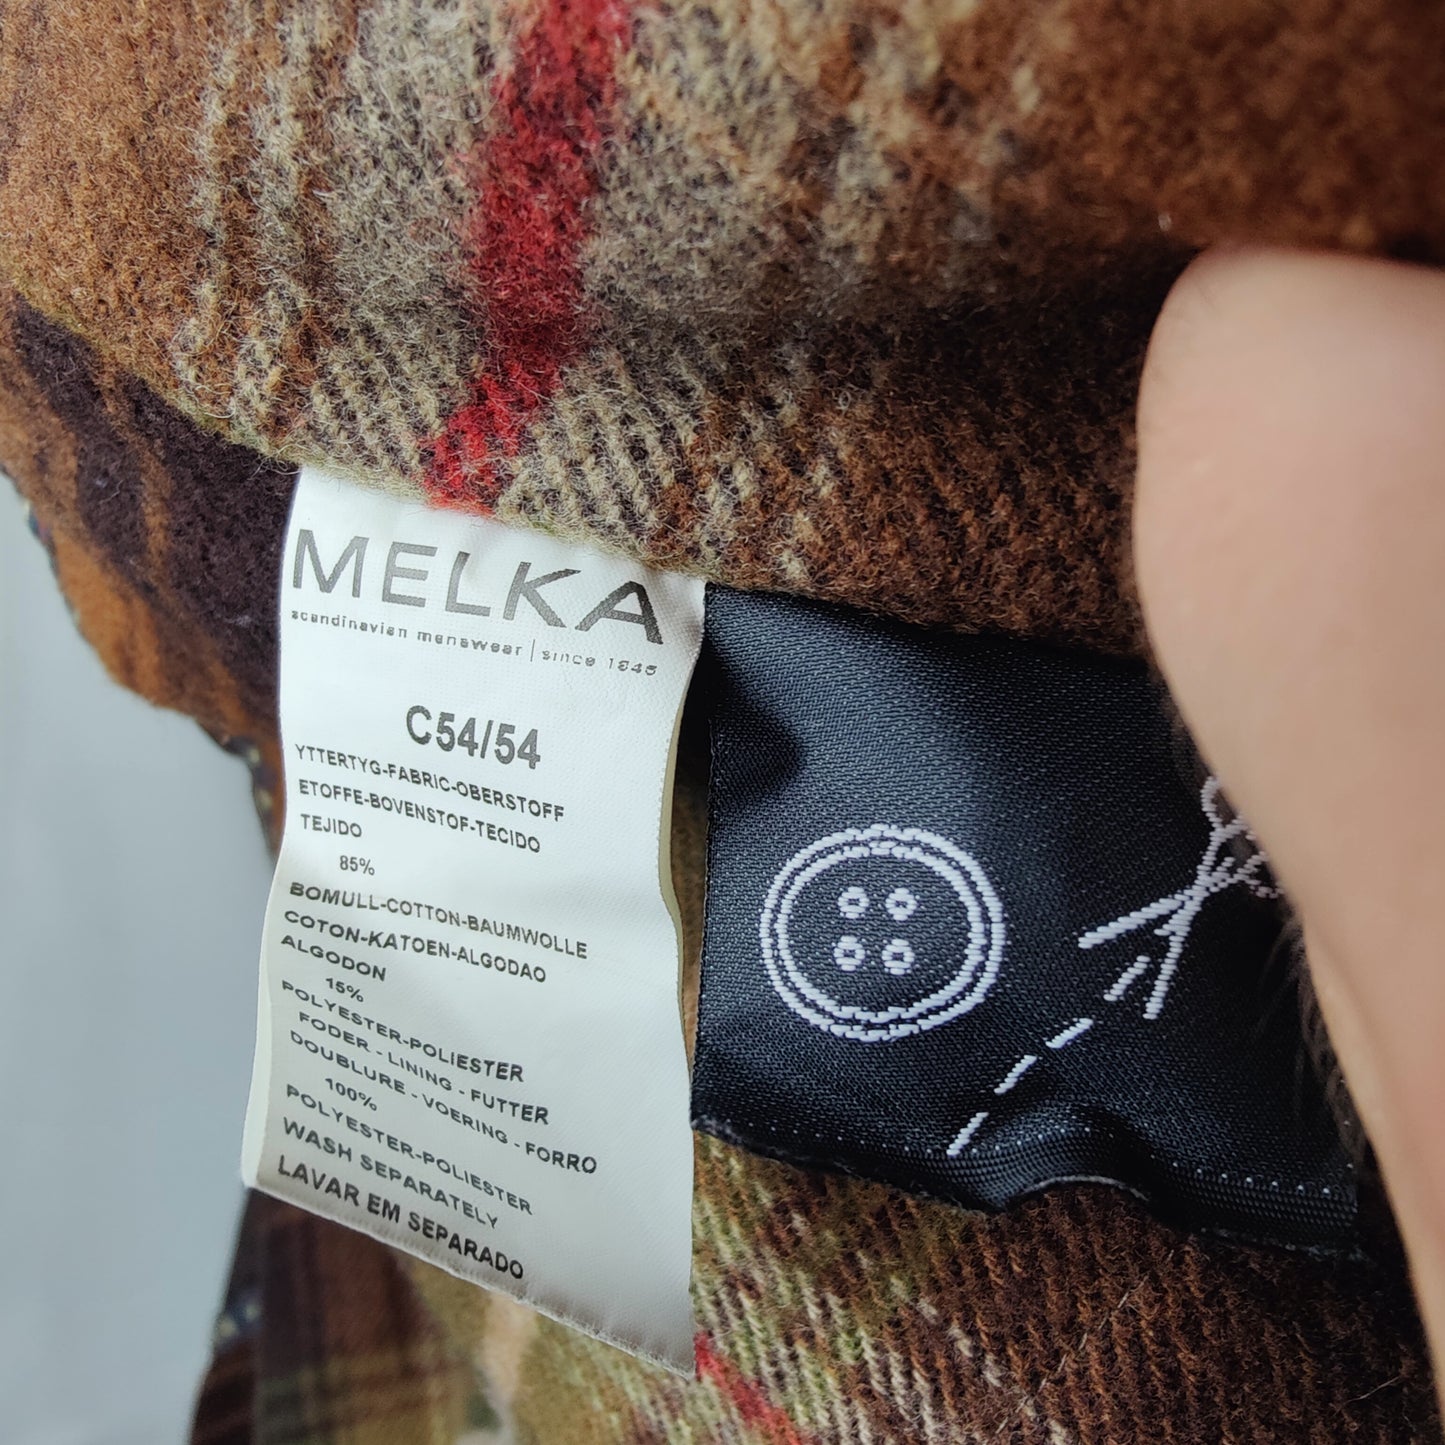 MELKA
scandinavian menswear | since 1946
C54/54
YTTERTYG-FABRIC-OBERSTOFF
ETOFFE-BOVENSTOF-TECIDO
TEJIDO
85%
BOMULL-COTTON-BAUMWOLLE
COTON-KATOEN-ALGODAO
ALGODON
15%
POLYESTER-POLIESTER
FODER - LINING - FUTTER
DOUBLURE - VOERING - FORRO
100%
POLYESTER-POLIESTER
WASH SEPARATELY
LAVAR EM SEPARADO